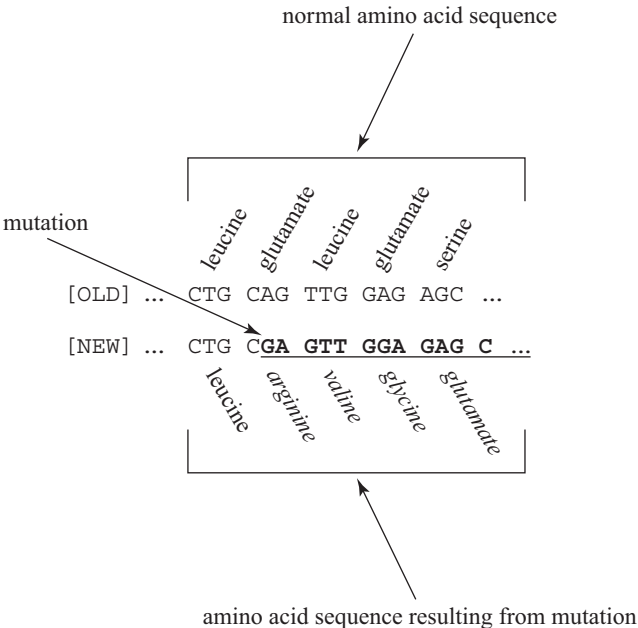 normal amino acid sequence
mutation
leucine glutamate leucine glutamate serine
[OLD] ... CTG CAG TTG GAG AGC ...
[NEW] ... CTG CGA GTT GGA GAG C ...
leucine arginine valine glycine glutamate
amino acid sequence resulting from mutation